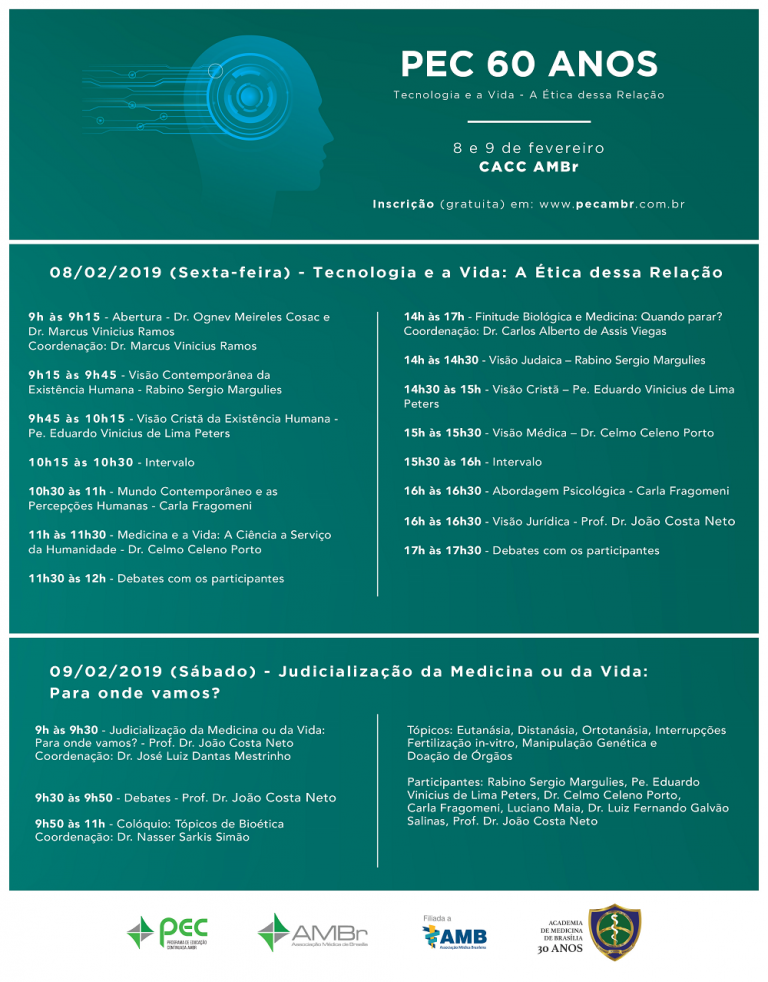 PEC 60 ANOS
Tecnologia e a Vida - A Ética dessa Relação
8 e 9 de fevereiro
CACC AMBr
Inscrição (gratuita) em: www.pecambr.com.br
08/02/2019 (Sexta-feira) - Tecnologia e a Vida: A Ética dessa Relação
9h às 9h15 - Abertura - Dr. Ognev Meireles Cosac e
Dr. Marcus Vinicius Ramos
Coordenação: Dr. Marcus Vinicius Ramos
9h15 às 9h45 - Visão Contemporânea da
Existência Humana - Rabino Sergio Margulies
9h45 às 10h15 - Visão Cristã da Existência Humana -
Pe. Eduardo Vinicius de Lima Peters
10h15 às 10h30 - Intervalo
10h30 às 11h - Mundo Contemporâneo e as
Percepções Humanas - Carla Fragomeni
11h às 11h30 - Medicina e a Vida: A Ciência a Serviço
da Humanidade - Dr. Celmo Celeno Porto
11h30 às 12h - Debates com os participantes
14h às 17h - Finitude Biológica e Medicina: Quando parar?
Coordenação: Dr. Carlos Alberto de Assis Viegas
14h às 14h30 - Visão Judaica – Rabino Sergio Margulies
14h30 às 15h - Visão Cristã – Pe. Eduardo Vinicius de Lima
Peters
15h às 15h30 - Visão Médica – Dr. Celmo Celeno Porto
15h30 às 16h - Intervalo
16h às 16h30 - Abordagem Psicológica - Carla Fragomeni
16h às 16h30 - Visão Jurídica - Prof. Dr. João Costa Neto
17h às 17h30 - Debates com os participantes
09/02/2019 (Sábado) - Judicialização da Medicina ou da Vida:
Para onde vamos?
9h às 9h30 - Judicialização da Medicina ou da Vida:
Para onde vamos? - Prof. Dr. João Costa Neto
Coordenação: Dr. José Luiz Dantas Mestrinho
9h30 às 9h50 - Debates - Prof. Dr. João Costa Neto
9h50 às 11h - Colóquio: Tópicos de Bioética
Coordenação: Dr. Nasser Sarkis Simão
Tópicos: Eutanásia, Distanásia, Ortotanásia, Interrupções
Fertilização in-vitro, Manipulação Genética e
Doação de Órgãos
Participantes: Rabino Sergio Margulies, Pe. Eduardo
Vinicius de Lima Peters, Dr. Celmo Celeno Porto,
Carla Fragomeni, Luciano Maia, Dr. Luiz Fernando Galvão
Salinas, Prof. Dr. João Costa Neto
PEC
PROGRAMA DE EDUCAÇÃO
CONTINUADA AMBR
AMBr
Associação Médica de Brasília
Filiada a
AMB
Associação Médica Brasileira
ACADEMIA
DE MEDICINA
DE BRASÍLIA
30 ANOS